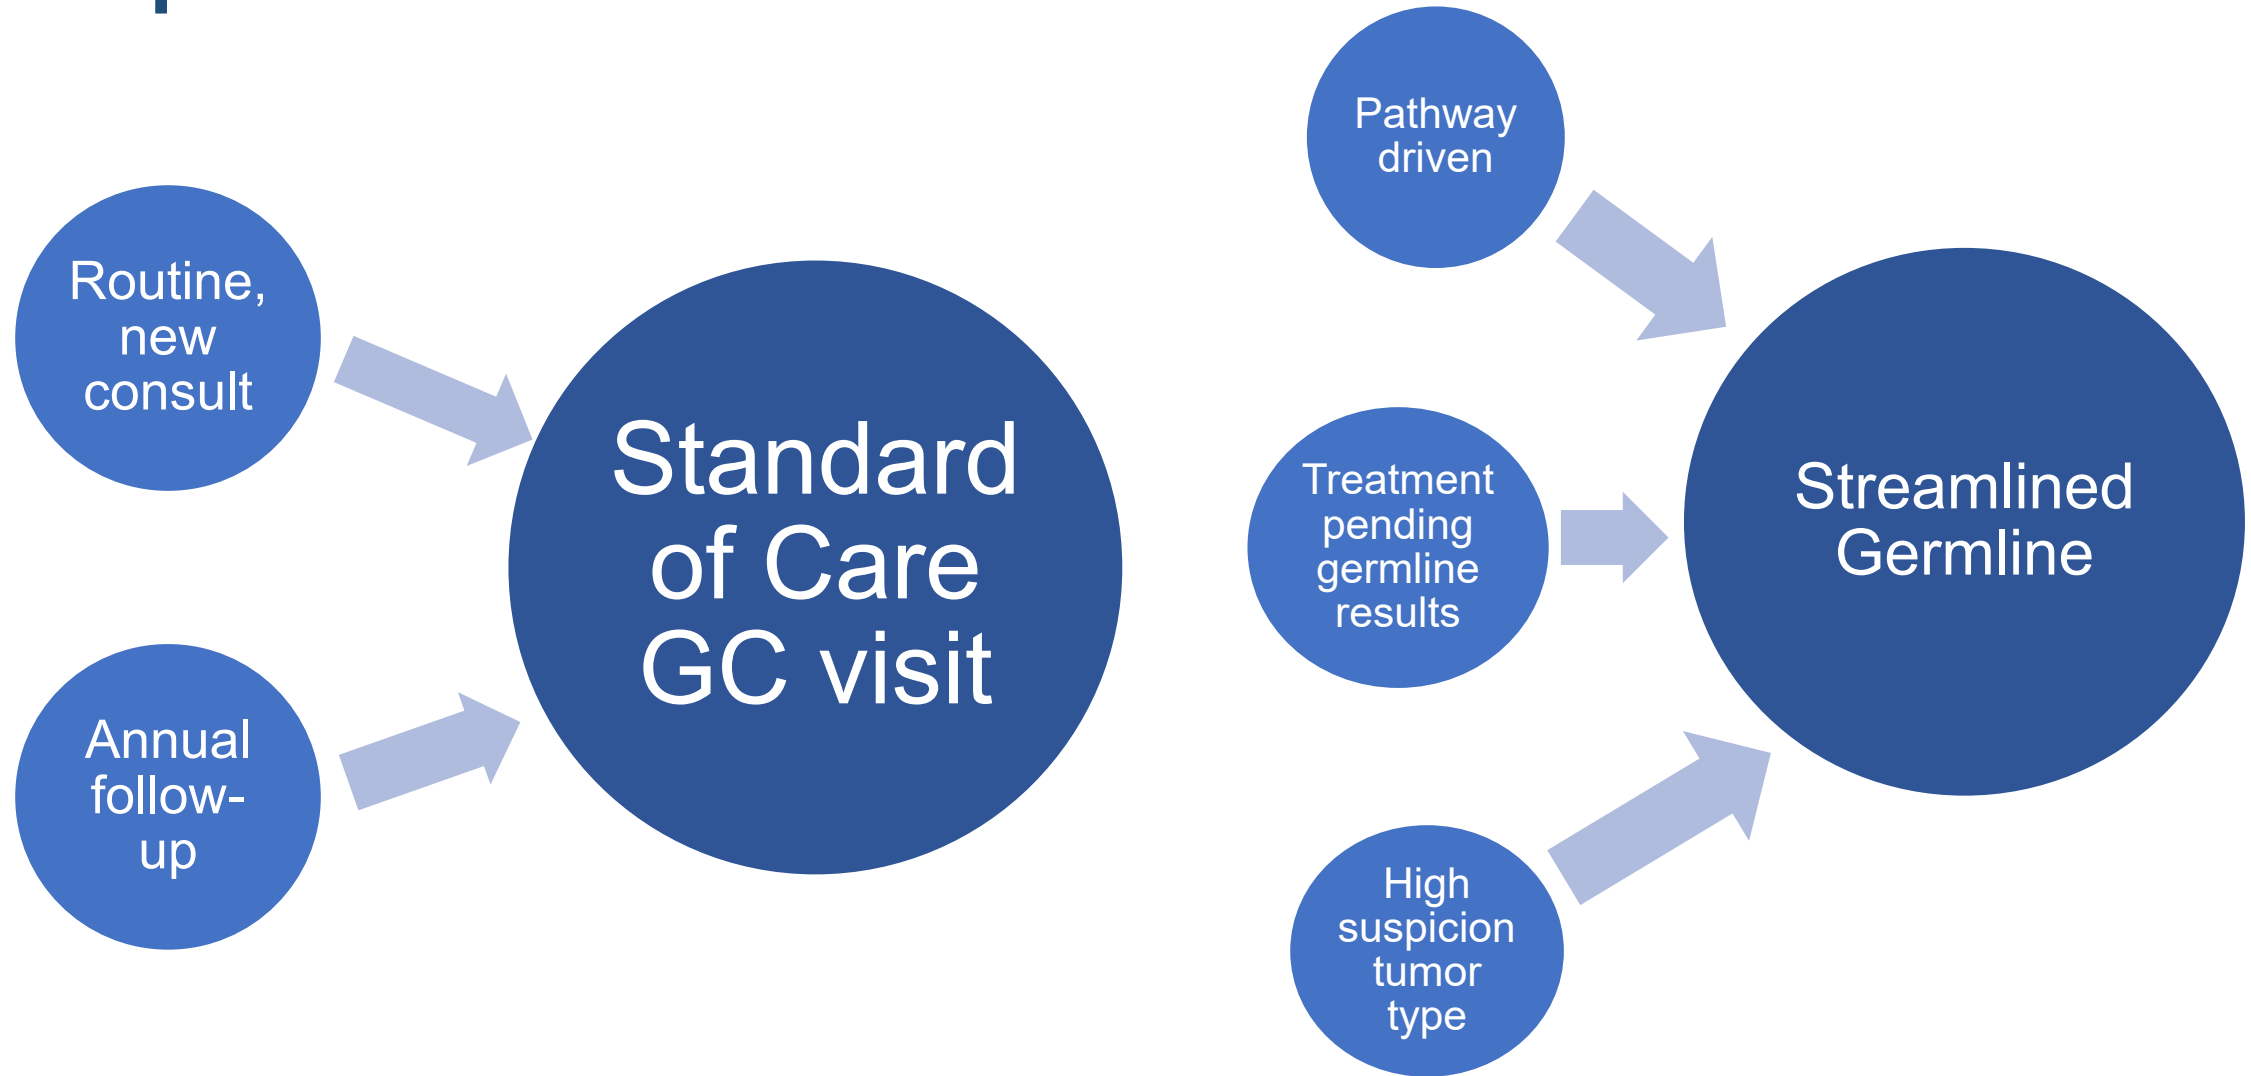 Routine,
new
consult
Annual
follow-
up
Standard
of Care
GC visit
Pathway
driven
Treatment
pending
germline
results
High
suspicion
tumor
type
Streamlined
Germline